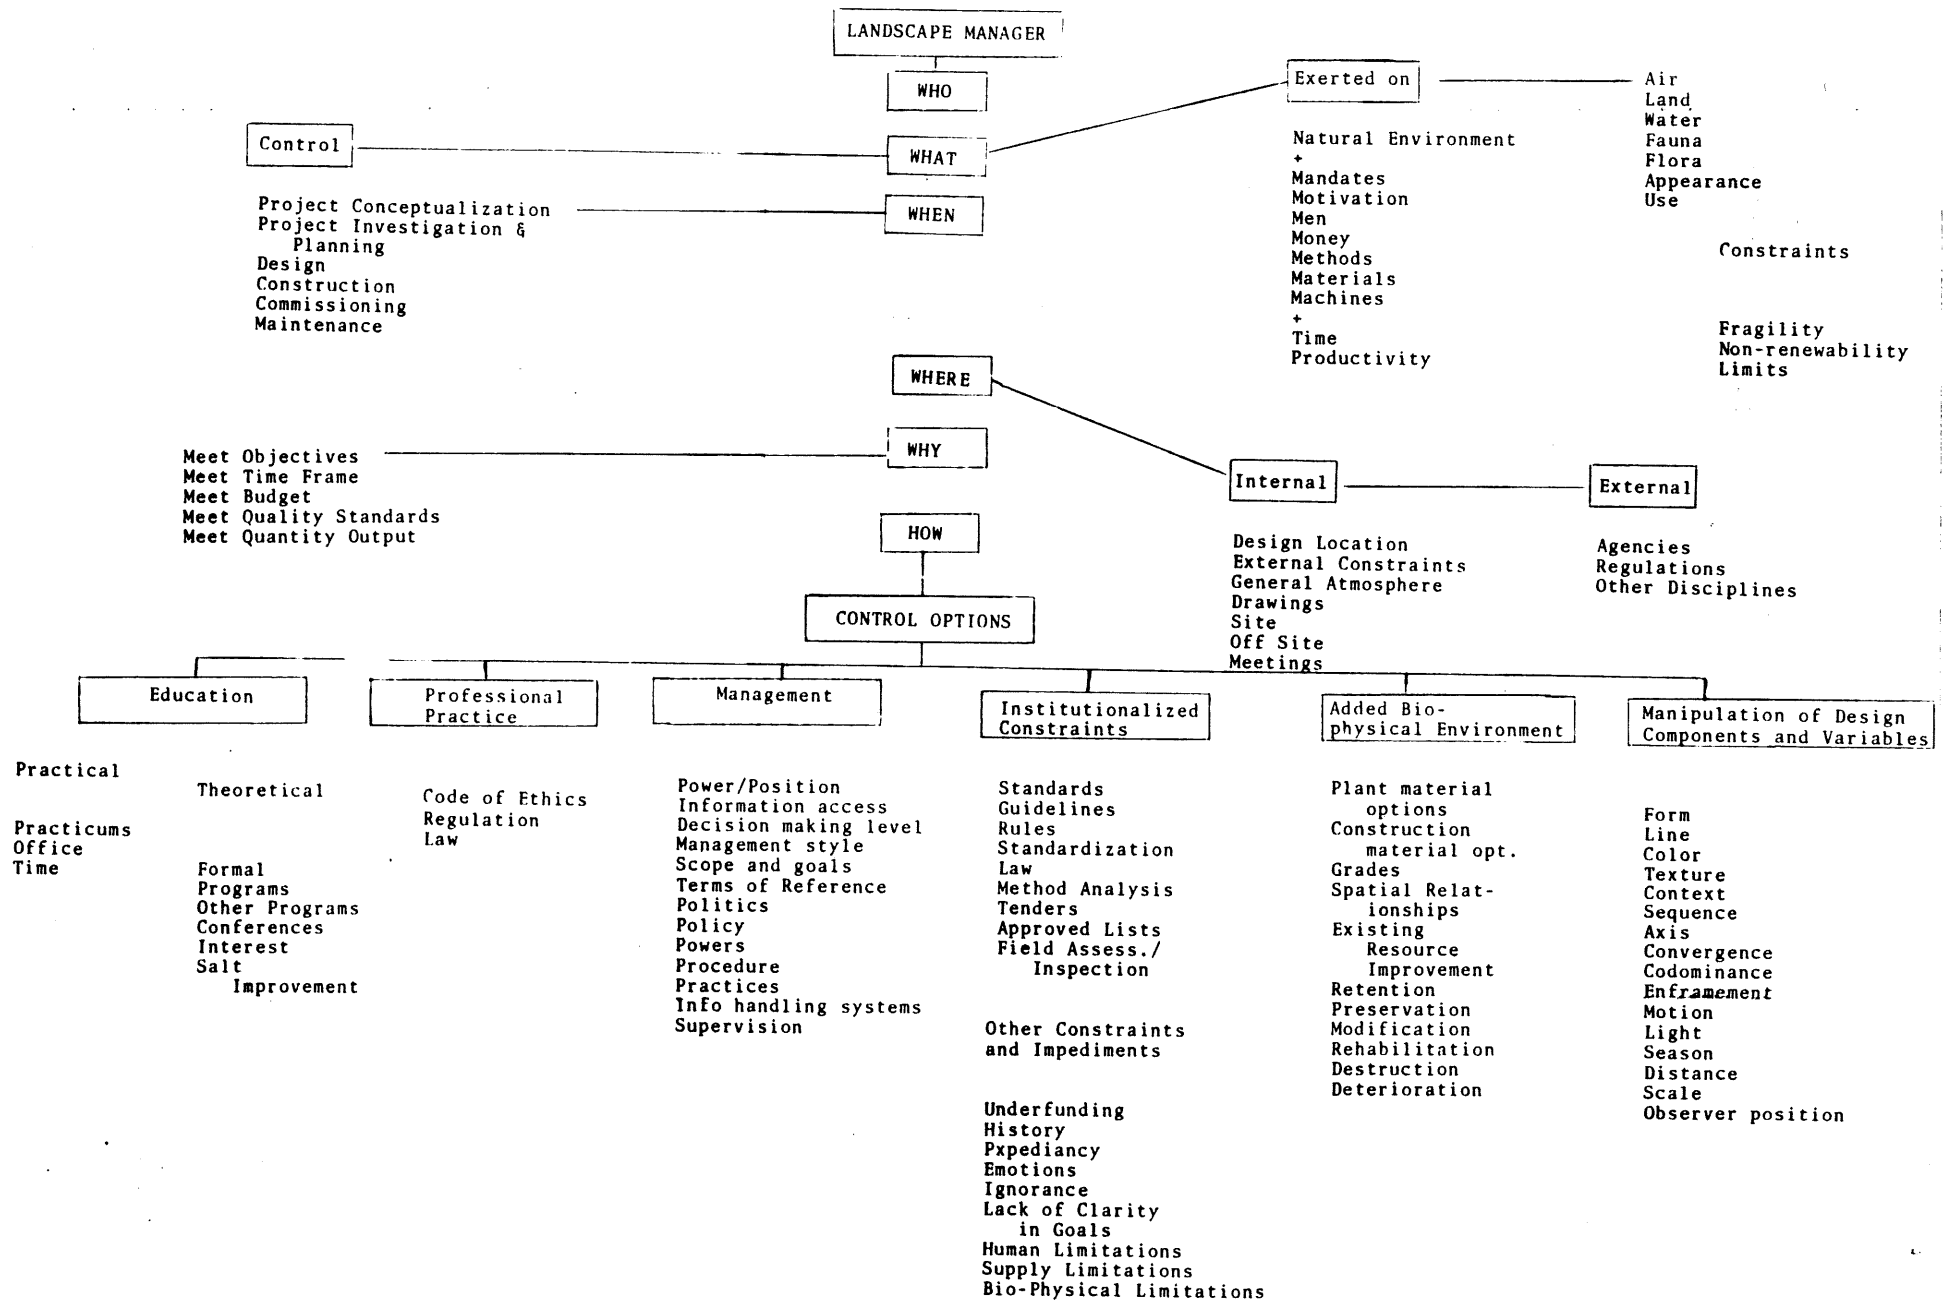 LANDSCAPE MANAGER
WHO
WHAT
WHEN
Control
Project Conceptualization
Project Investigation &
Planning
Design
Construction
Commissioning
Maintenance
Exerted on
Natural Environment
+
Mandates
Motivation
Men
Money
Methods
Materials
Machines
+
Time
Productivity
Air
Land
Water
Fauna
Flora
Appearance
Use
Constraints
Fragility
Non-renewability
Limits
WHERE
WHY
Meet Objectives
Meet Time Frame
Meet Budget
Meet Quality Standards
Meet Quantity Output
Internal
Design Location
External Constraints
General Atmosphere
Drawings
Site
Off Site
Meetings
External
Agencies
Regulations
Other Disciplines
HOW
CONTROL OPTIONS
Education
Practical
Practicums
Office
Time
Theoretical
Formal
Programs
Other Programs
Conferences
Interest
Salt
Improvement
Professional
Practice
Code of Ethics
Regulation
Law
Management
Power/Position
Information access
Decision making level
Management style
Scope and goals
Terms of Reference
Politics
Policy
Powers
Procedure
Practices
Info handling systems
Supervision
Institutionalized
Constraints
Standards
Guidelines
Rules
Standardization
Law
Method Analysis
Tenders
Approved Lists
Field Assess./
Inspection
Other Constraints
and Impediments
Underfunding
History
Pxpediancy
Emotions
Ignorance
Lack of Clarity
in Goals
Human Limitations
Supply Limitations
Bio-Physical Limitations
Added Bio-
physical Environment
Plant material
options
Construction
material opt.
Grades
Spatial Relat-
ionships
Existing
Resource
Improvement
Retention
Preservation
Modification
Rehabilitation
Destruction
Deterioration
Manipulation of Design
Components and Variables
Form
Line
Color
Texture
Context
Sequence
Axis
Convergence
Codominance
Enframement
Motion
Light
Season
Distance
Scale
Observer position